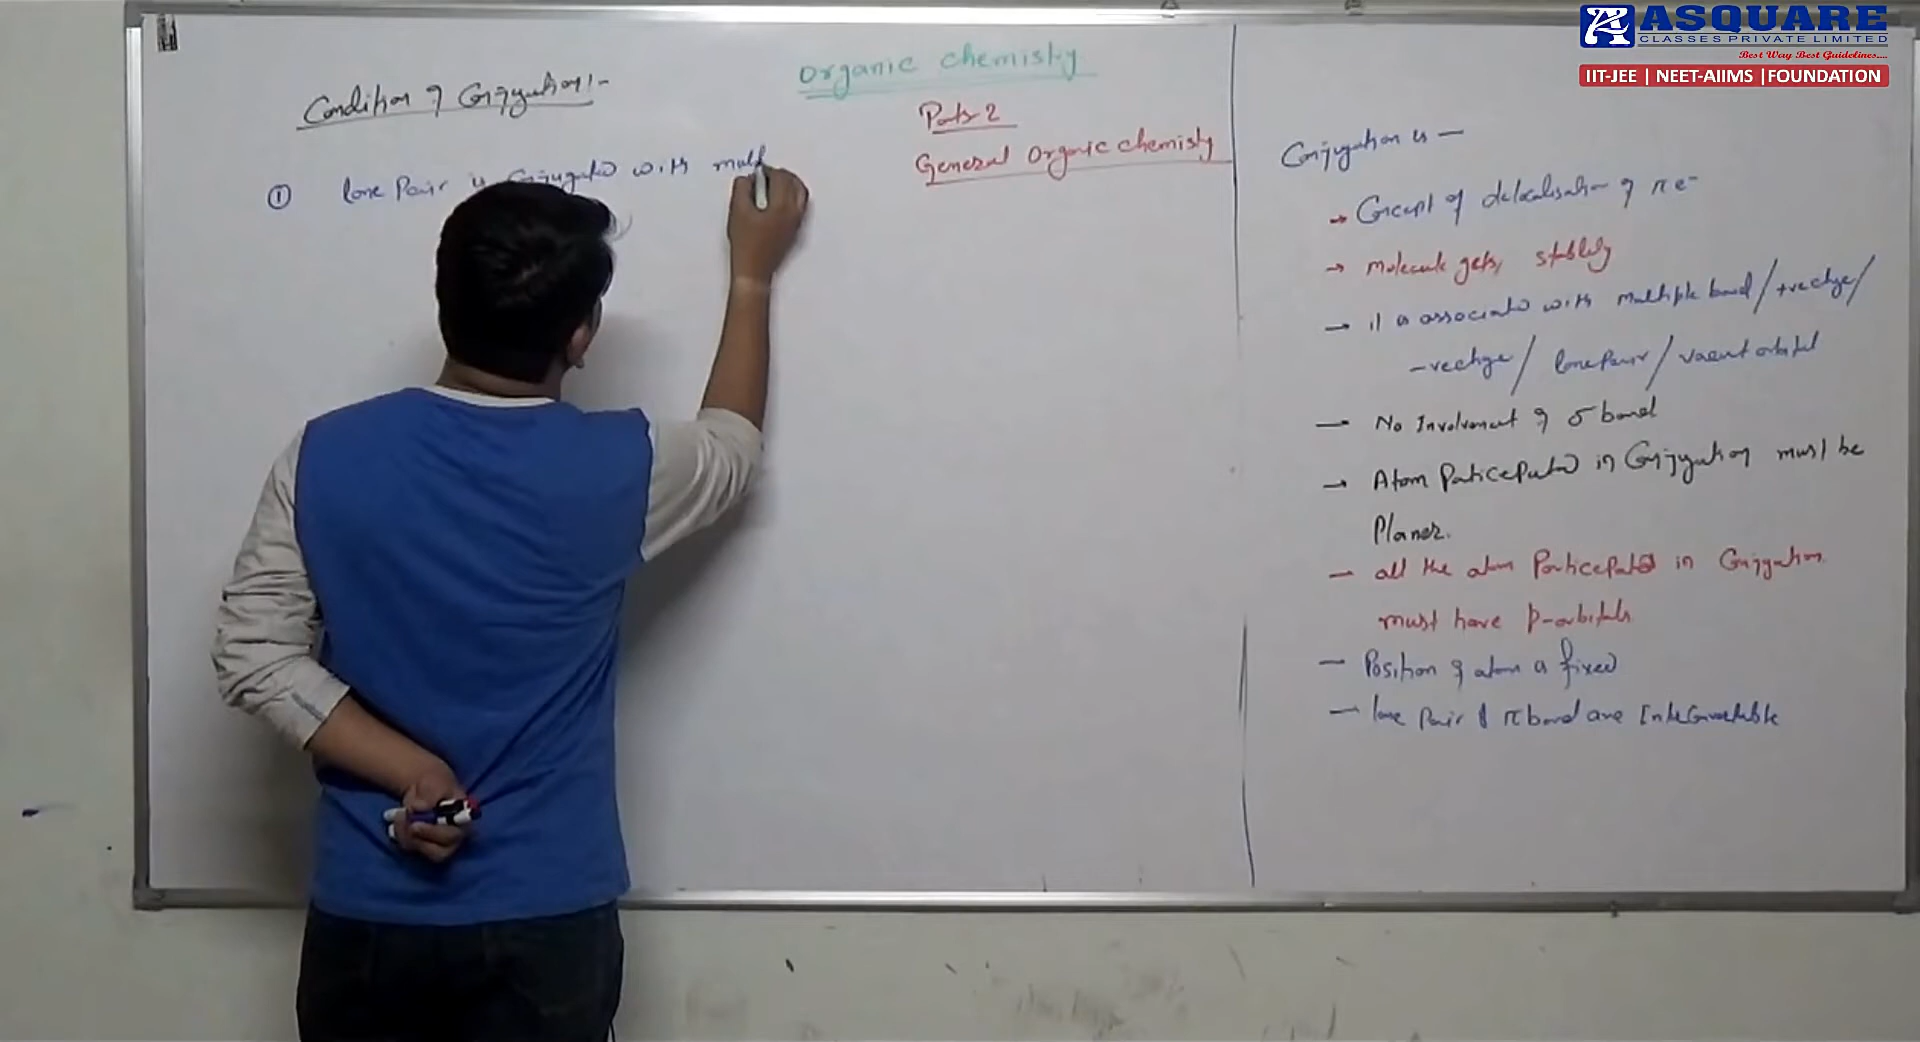 ASQUARE
CLASSES PRIVATE LIMITED
Best Way Best Guidelines....
IIT-JEE | NEET-AIIMS |FOUNDATION
Organic chemistry
Part-2
General Organic chemistry
Condition of Conjugation:-
① lone Pair is Conjugated with mult
Conjugation is —
→ Concept of delocalisation of π e-
→ Molecule gets stability
→ it is associated with multiple bond/+ve chge/
-ve chge/ lone pair/ vacant orbital
— No Involvment of σ bond
→ Atom Participated in Conjugation must be
Planer.
— all the atom Participated in Conjugation
must have p-orbitals
— Position of atom is fixed
— lone pair & π bond are